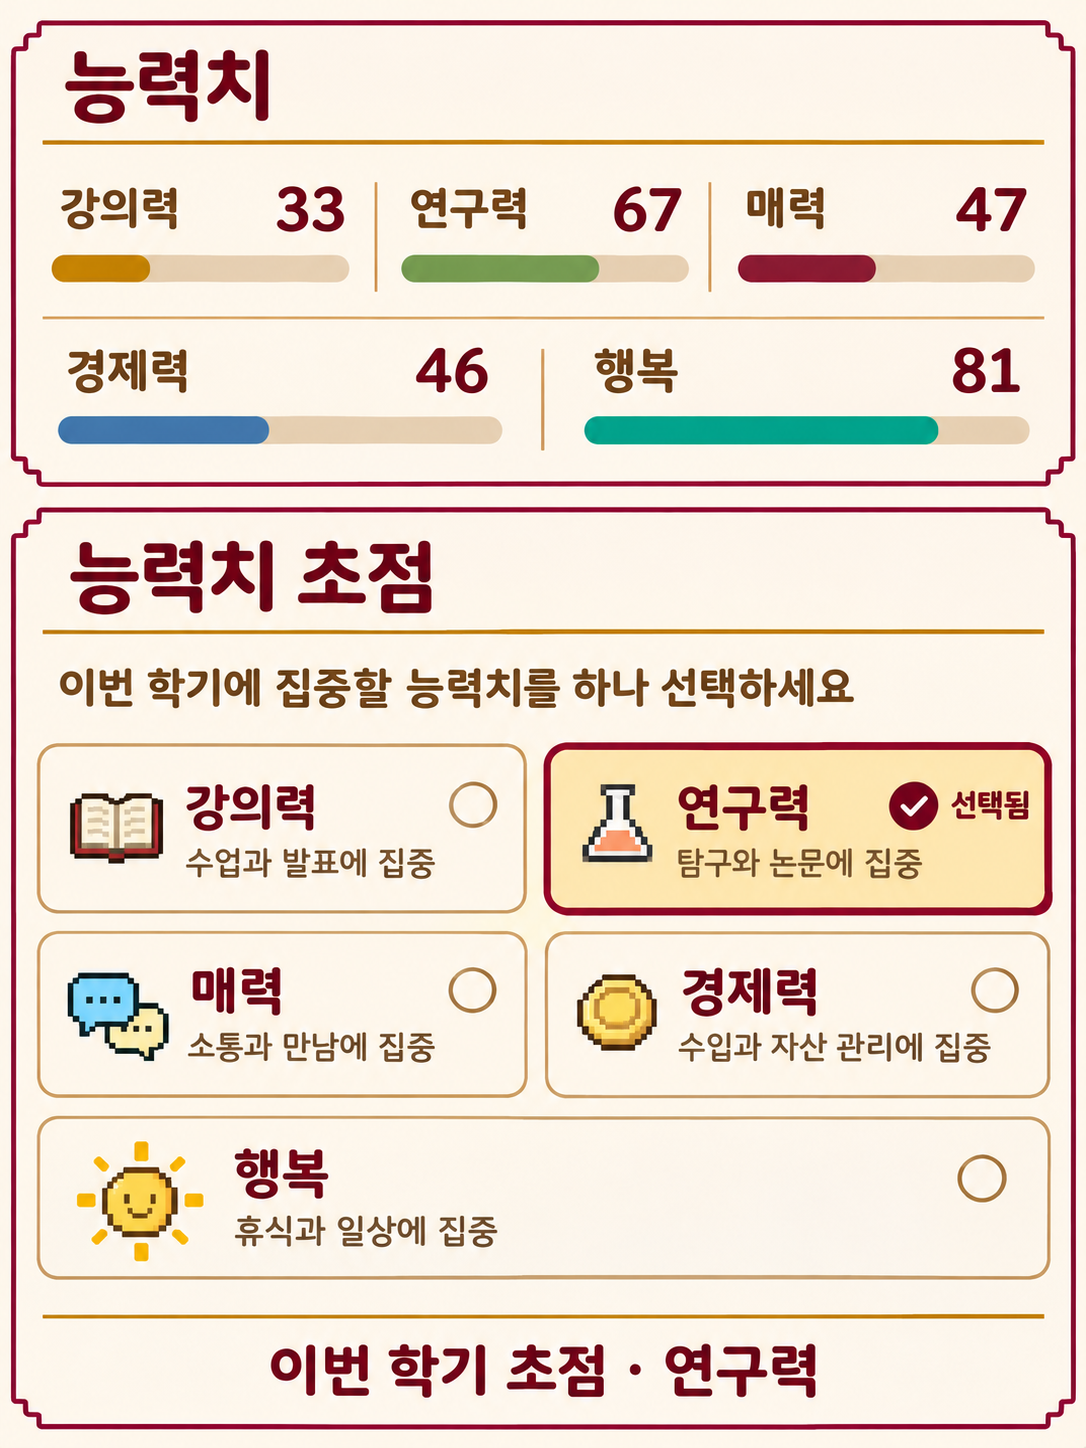 능력치
강의력 33
연구력 67
매력 47
경제력 46
행복 81
능력치 초점
이번 학기에 집중할 능력치를 하나 선택하세요
강의력
수업과 발표에 집중
연구력 선택됨
탐구와 논문에 집중
매력
소통과 만남에 집중
경제력
수입과 자산 관리에 집중
행복
휴식과 일상에 집중
이번 학기 초점 · 연구력